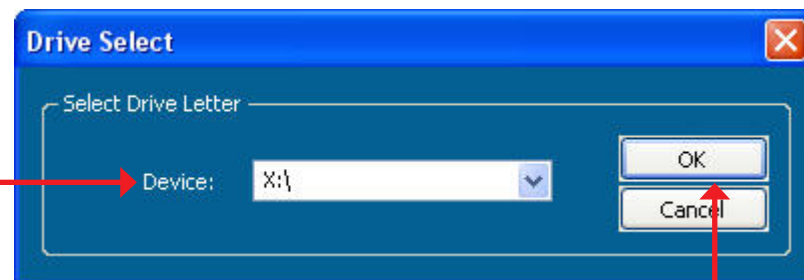 Drive Select
Select Drive Letter
Device:
X:\
OK
Cancel